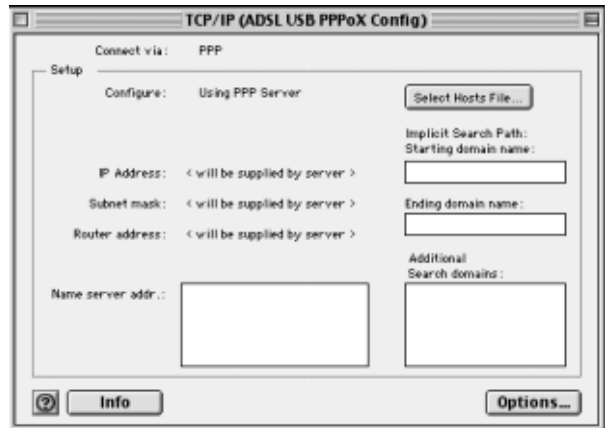 TCP/IP (ADSL USB PPPoX Config)
Connect via: PPP
Setup
Configure: Using PPP Server
Select Hosts File...
Implicit Search Path:
Starting domain name:
IP Address: < will be supplied by server >
Subnet mask: < will be supplied by server >
Ending domain name:
Router address: < will be supplied by server >
Additional
Search domains:
Name server addr.:
?
Info
Options...